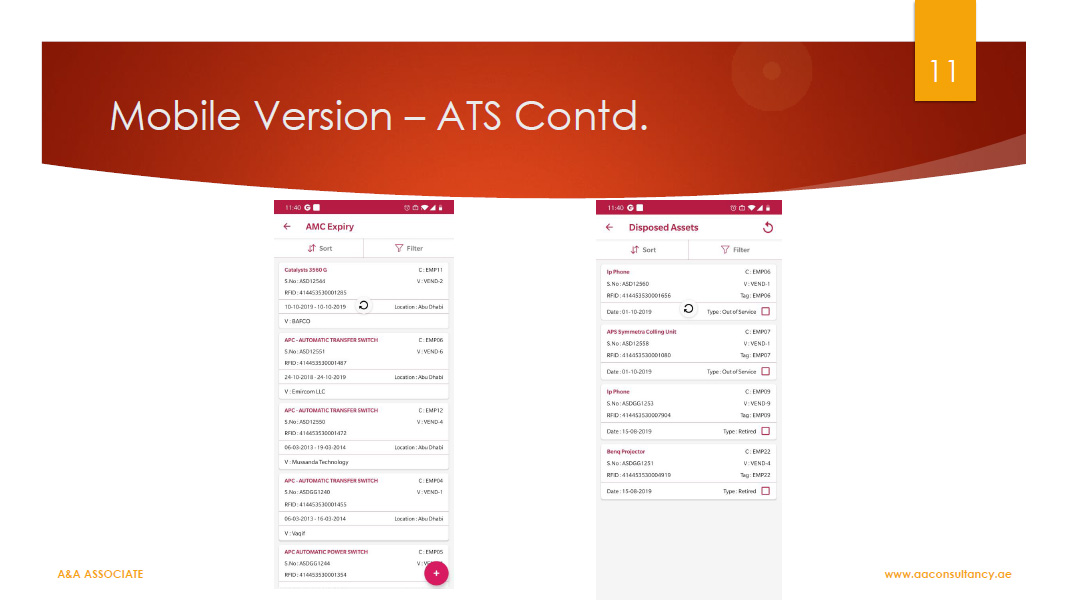 11
Mobile Version – ATS Contd.
11:40 G
AMC Expiry
Sort Filter
Catalysts 3560 G C : EMP11
S.No : ASD12544 V : VEND-2
RFID : 414453530001285
10-10-2019 - 10-10-2019 Location : Abu Dhabi
V : BAFCO
APC - AUTOMATIC TRANSFER SWITCH C : EMP06
S.No : ASD12551 V : VEND-6
RFID : 414453530001487
24-10-2018 - 24-10-2019 Location : Abu Dhabi
V : Emircom LLC
APC - AUTOMATIC TRANSFER SWITCH C : EMP12
S.No : ASD12550 V : VEND-4
RFID : 414453530001472
06-03-2013 - 19-03-2014 Location : Abu Dhabi
V : Mussanda Technology
APC - AUTOMATIC TRANSFER SWITCH C : EMP04
S.No : ASDGG1240 V : VEND-1
RFID : 414453530001455
06-03-2013 - 16-03-2014 Location : Abu Dhabi
V : Vaqif
APC AUTOMATIC POWER SWITCH C : EMP05
S.No : ASDGG1244
RFID : 414453530001354
11:40 G
Disposed Assets
Sort Filter
Ip Phone C : EMP06
S.No : ASD12560 V : VEND-1
RFID : 414453530001656 Tag : EMP06
Date : 01-10-2019 Type : Out of Service
APS Symmetra Colling Unit C : EMP07
S.No : ASD12558 V : VEND-1
RFID : 414453530001080 Tag : EMP07
Date : 01-10-2019 Type : Out of Service
Ip Phone C : EMP09
S.No : ASDGG1253 V : VEND-9
RFID : 414453530007904 Tag : EMP09
Date : 15-08-2019 Type : Retired
Benq Projector C : EMP22
S.No : ASDGG1251 V : VEND-4
RFID : 414453530004919 Tag : EMP22
Date : 15-08-2019 Type : Retired
A&A ASSOCIATE
www.aaconsultancy.ae